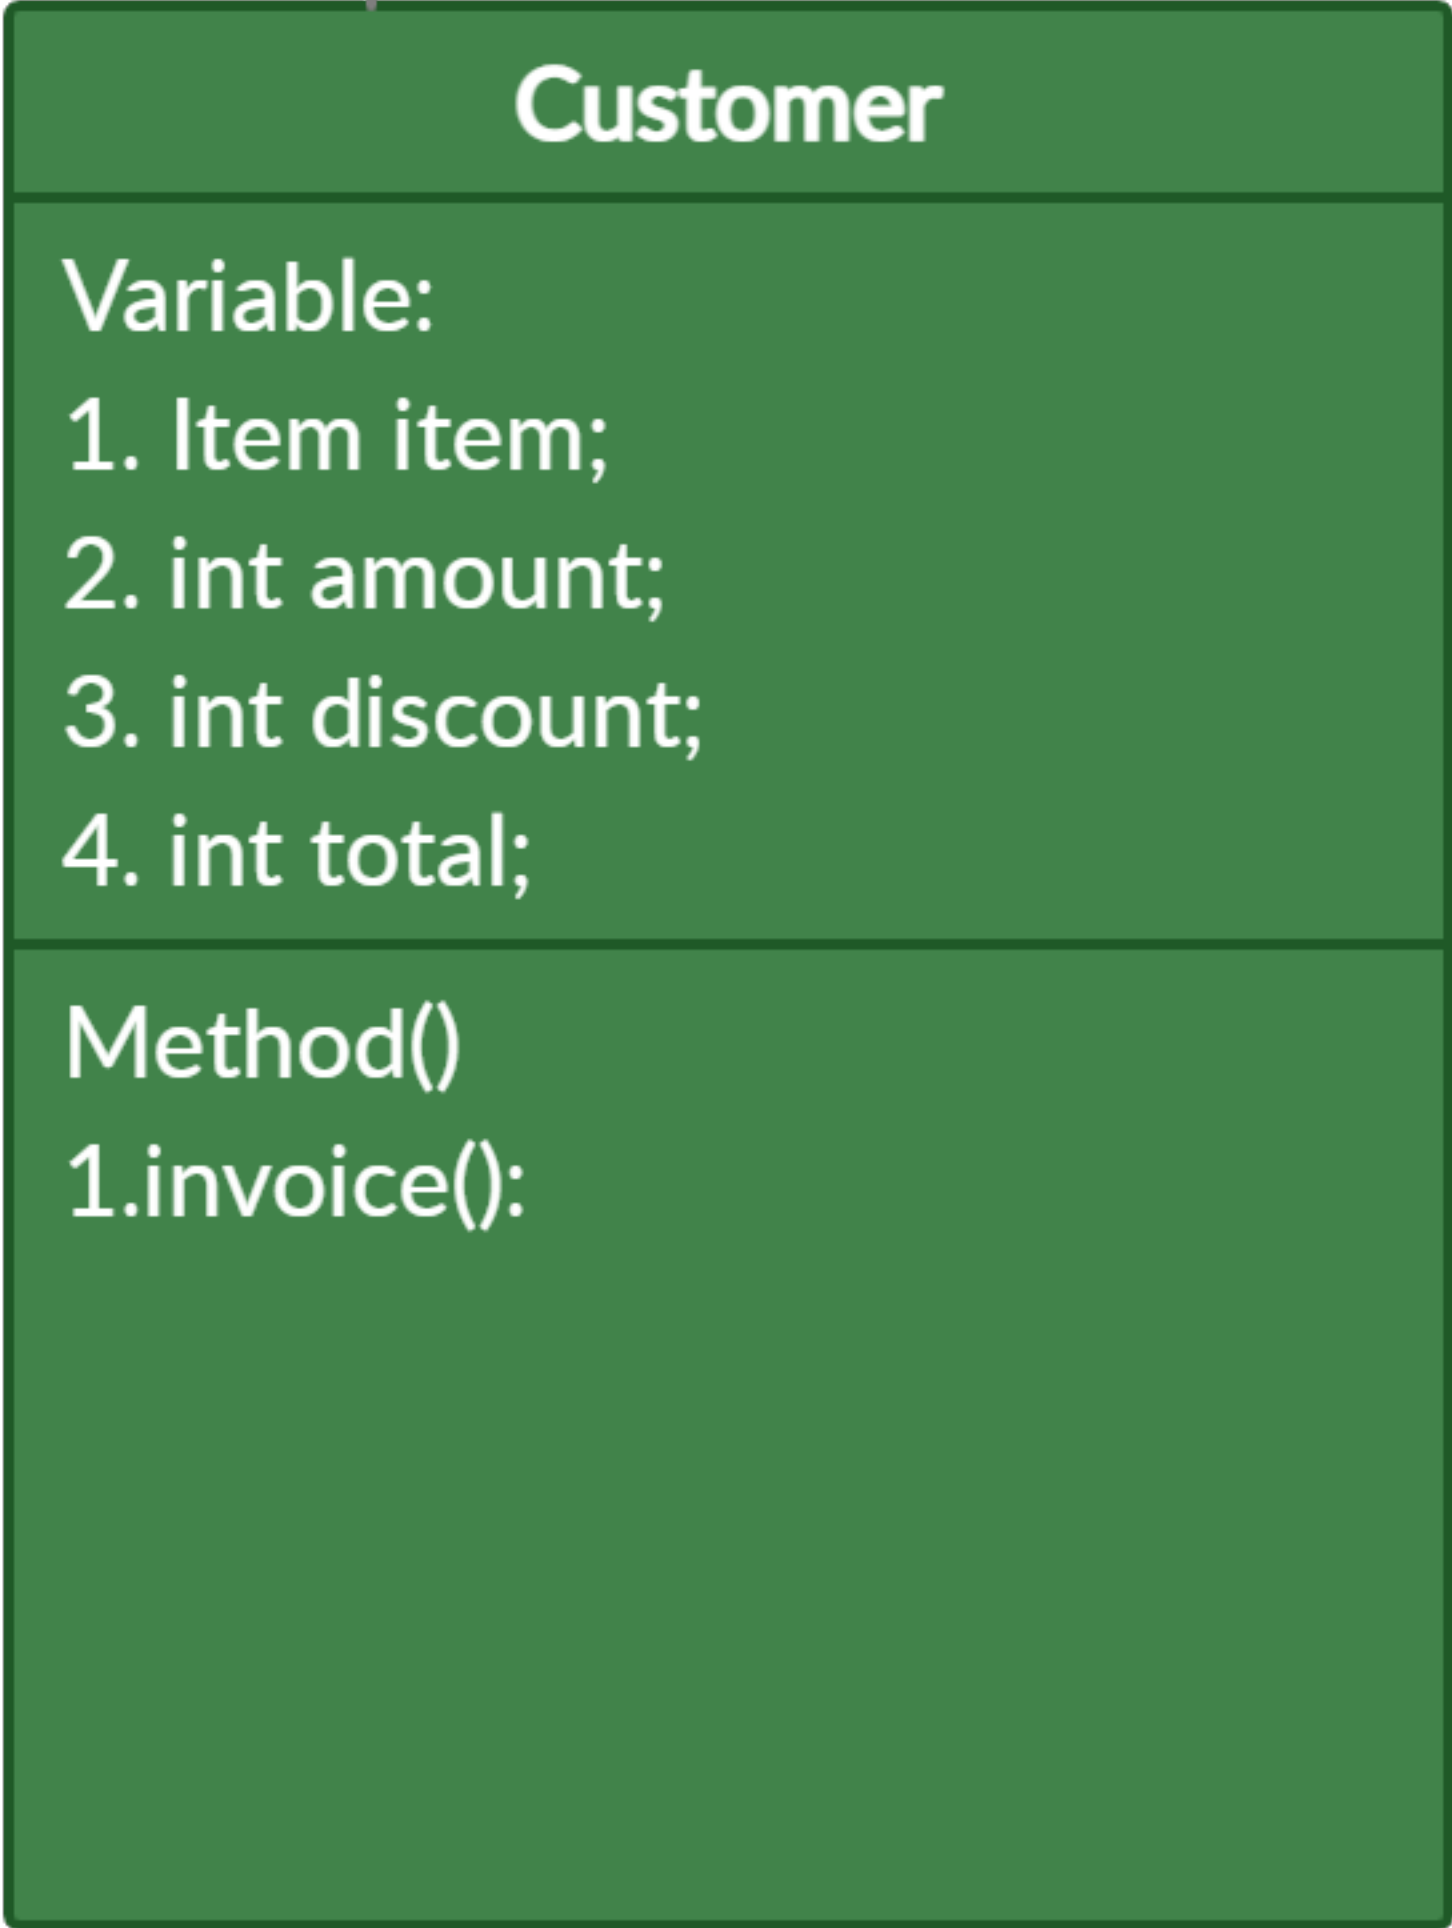 Customer
Variable:
1. Item item;
2. int amount;
3. int discount;
4. int total;
Method()
1.invoice():